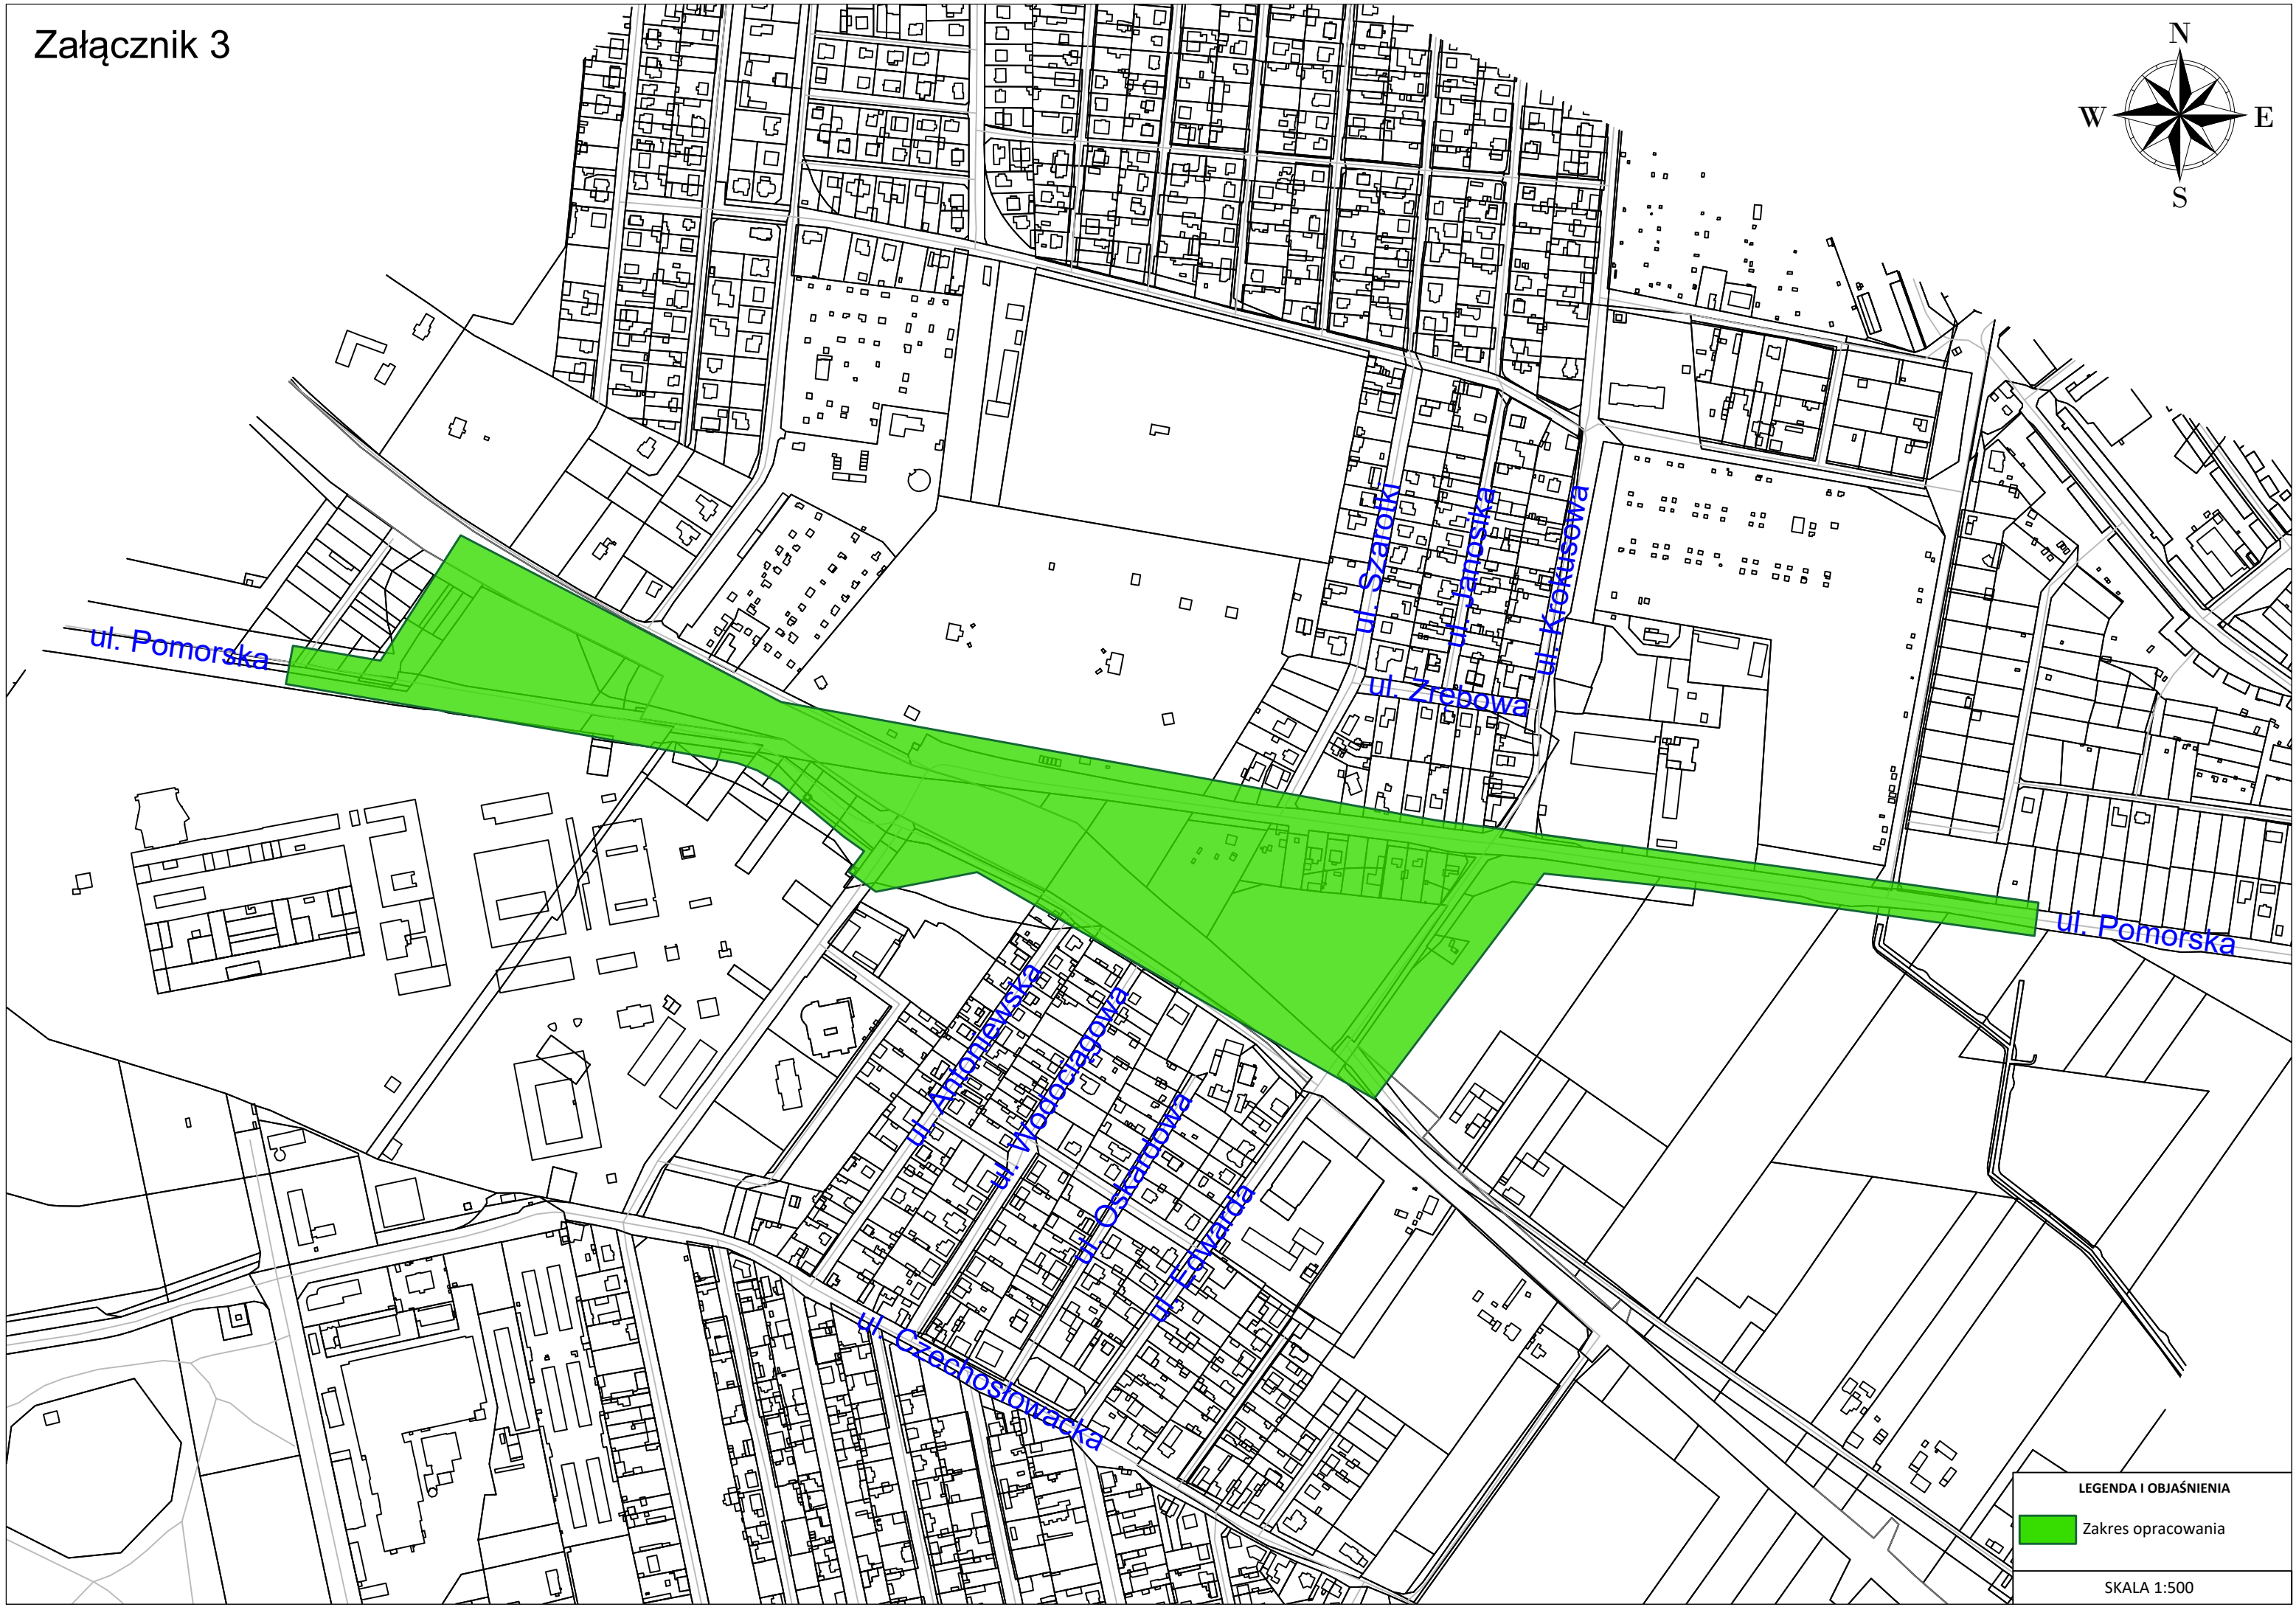 Załącznik 3
N
W
E
S
ul. Szarotki
ul. Janosika
ul. Krokusowa
ul. Pomorska
ul. Zrębowa
ul. Pomorska
ul. Antoniewska
ul. Wodociągowa
ul. Oskardowa
ul. Edwarda
ul. Czechosłowacka
LEGENDA I OBJAŚNIENIA
Zakres opracowania
SKALA 1:500